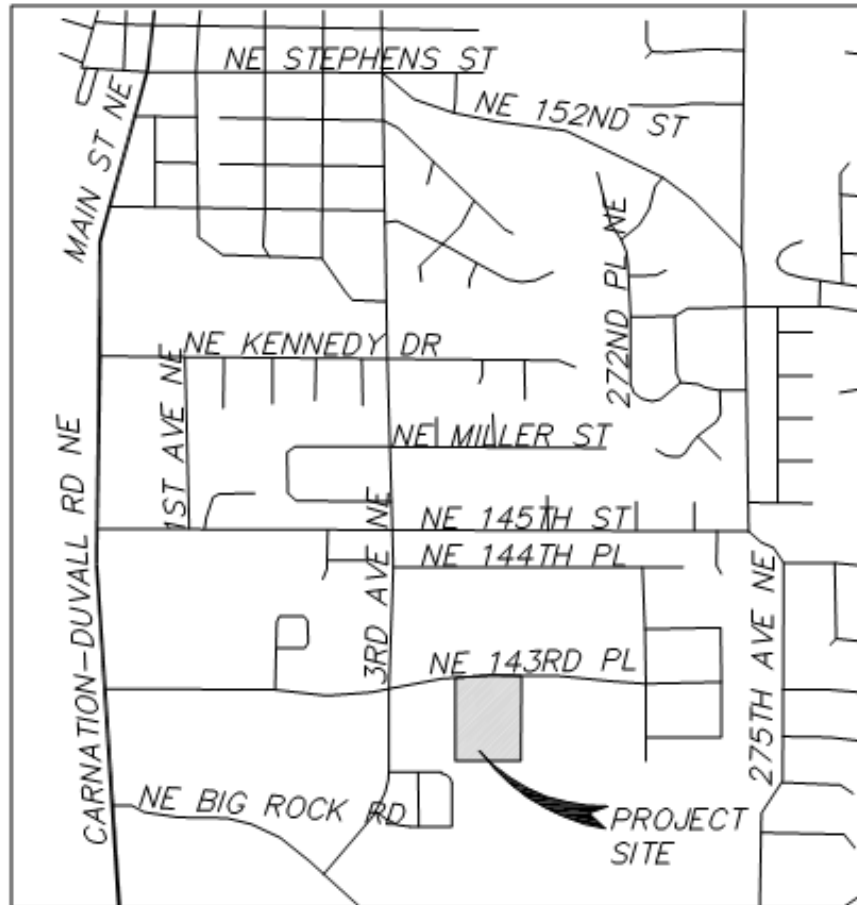 NE STEPHENS ST
MAIN ST NE
NE 152ND ST
272ND PL NE
NE KENNEDY DR
1ST AVE NE
NE MILLER ST
CARNATION-DUVALL RD NE
3RD AVE NE
NE 145TH ST
NE 144TH PL
275TH AVE NE
NE 143RD PL
NE BIG ROCK RD
PROJECT
SITE